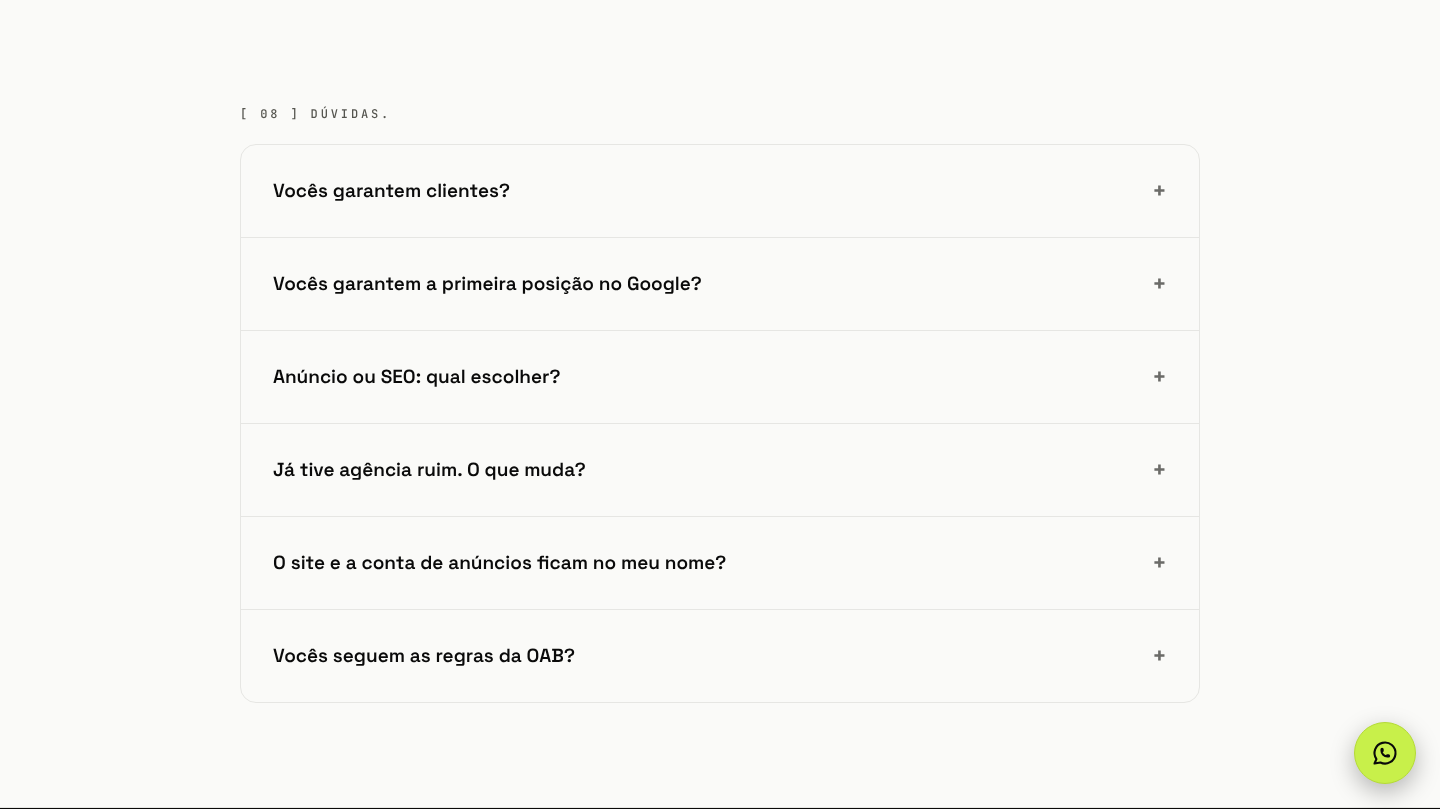 [ 08 ] DÚVIDAS.
Vocês garantem clientes?
+
Vocês garantem a primeira posição no Google?
+
Anúncio ou SEO: qual escolher?
+
Já tive agência ruim. O que muda?
+
O site e a conta de anúncios ficam no meu nome?
+
Vocês seguem as regras da OAB?
+